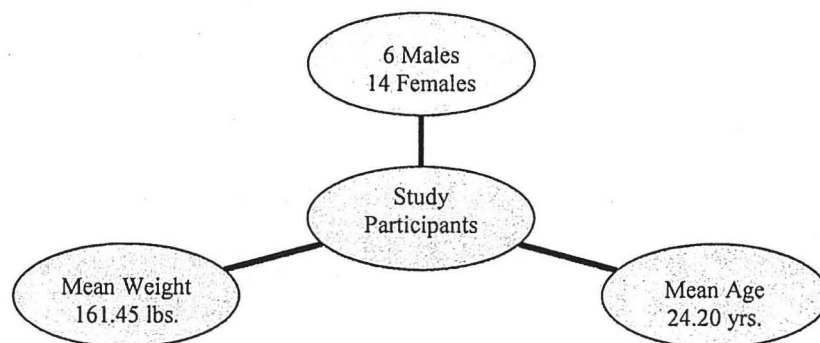 6 Males
14 Females
Study
Participants
Mean Weight
161.45 lbs.
Mean Age
24.20 yrs.